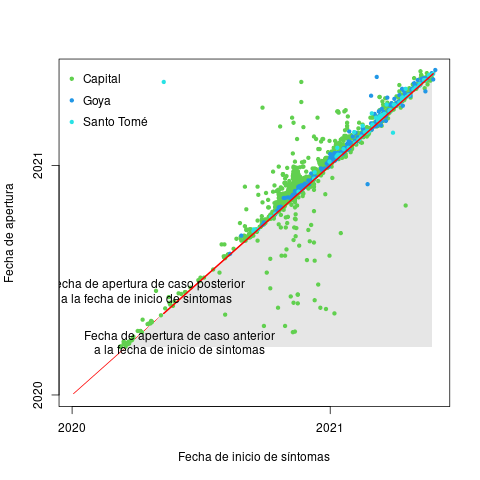 Capital
Goya
Santo Tomé
2021
Fecha de apertura
echa de apertura de caso posterior
a la fecha de inicio de síntomas
Fecha de apertura de caso anterior
a la fecha de inicio de síntomas
2020
2020
2021
Fecha de inicio de síntomas